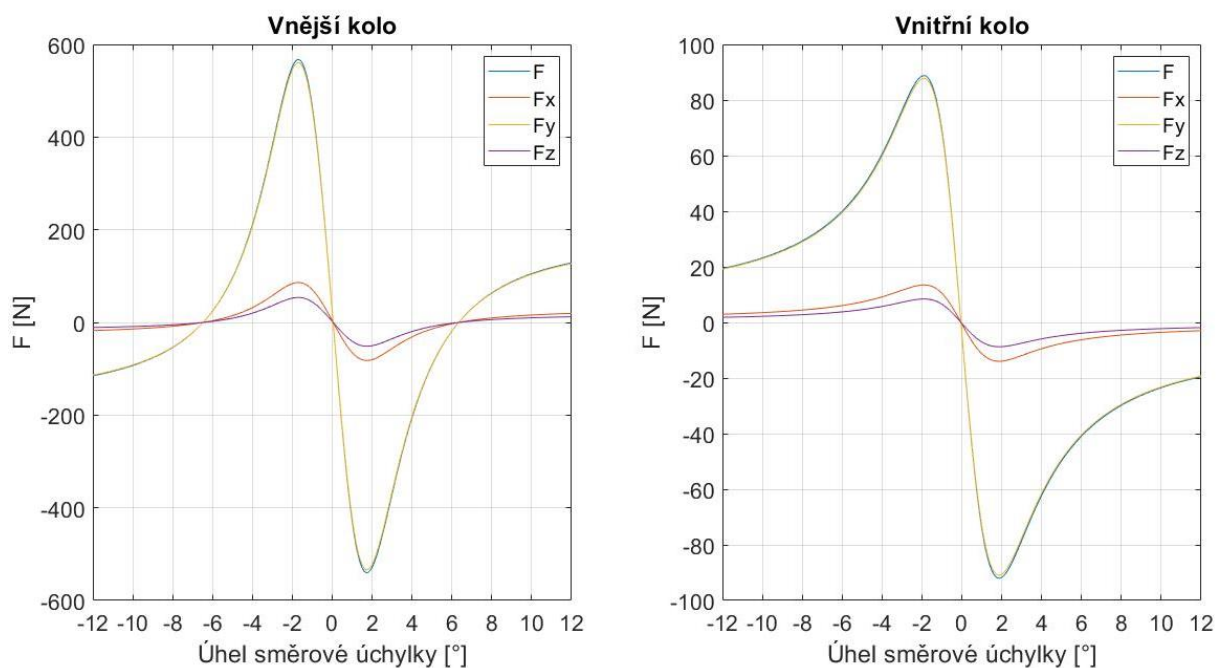 Vnější kolo
600
400
200
0
-200
-400
-600
F [N]
-12 -10 -8 -6 -4 -2 0 2 4 6 8 10 12
Úhel směrové úchylky [°]
F
Fx
Fy
Fz
Vnitřní kolo
100
80
60
40
20
0
-20
-40
-60
-80
-100
F [N]
-12 -10 -8 -6 -4 -2 0 2 4 6 8 10 12
Úhel směrové úchylky [°]
F
Fx
Fy
Fz